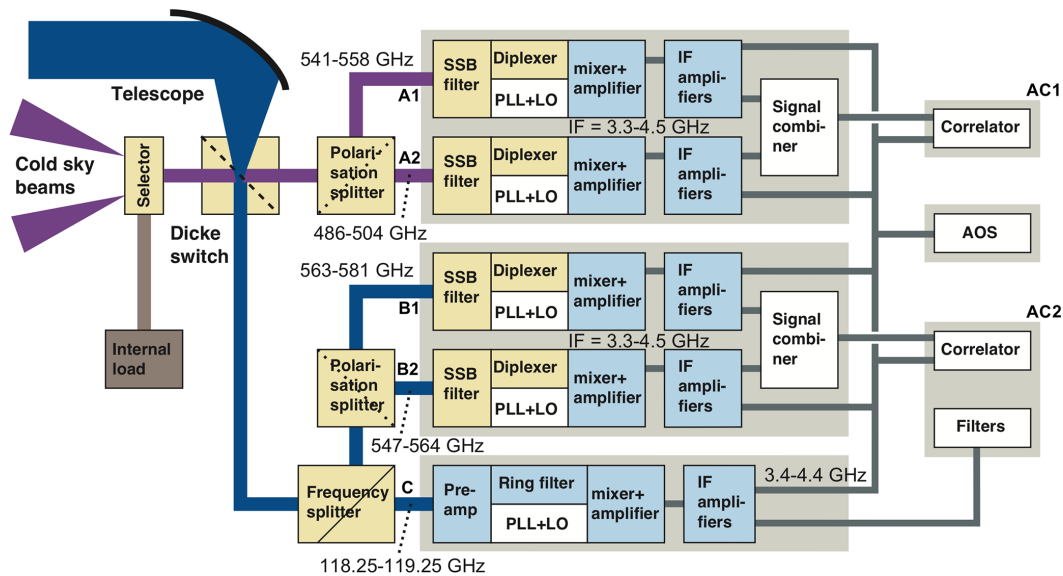 Telescope
Cold sky
beams
Selector
Dicke
switch
Internal
load
541-558 GHz
A1
Polari-
sation
splitter
A2
486-504 GHz
SSB
filter
Diplexer
PLL+LO
mixer+
amplifier
IF
ampli-
fiers
IF = 3.3-4.5 GHz
SSB
filter
Diplexer
PLL+LO
mixer+
amplifier
IF
ampli-
fiers
Signal
combi-
ner
AC1
Correlator
AOS
563-581 GHz
B1
Polari-
sation
splitter
B2
547-564 GHz
SSB
filter
Diplexer
PLL+LO
mixer+
amplifier
IF
ampli-
fiers
IF = 3.3-4.5 GHz
SSB
filter
Diplexer
PLL+LO
mixer+
amplifier
IF
ampli-
fiers
Signal
combi-
ner
AC2
Correlator
Filters
Frequency
splitter
C
118.25-119.25 GHz
Pre-
amp
Ring filter
PLL+LO
mixer+
amplifier
IF
ampli-
fiers
3.4-4.4 GHz